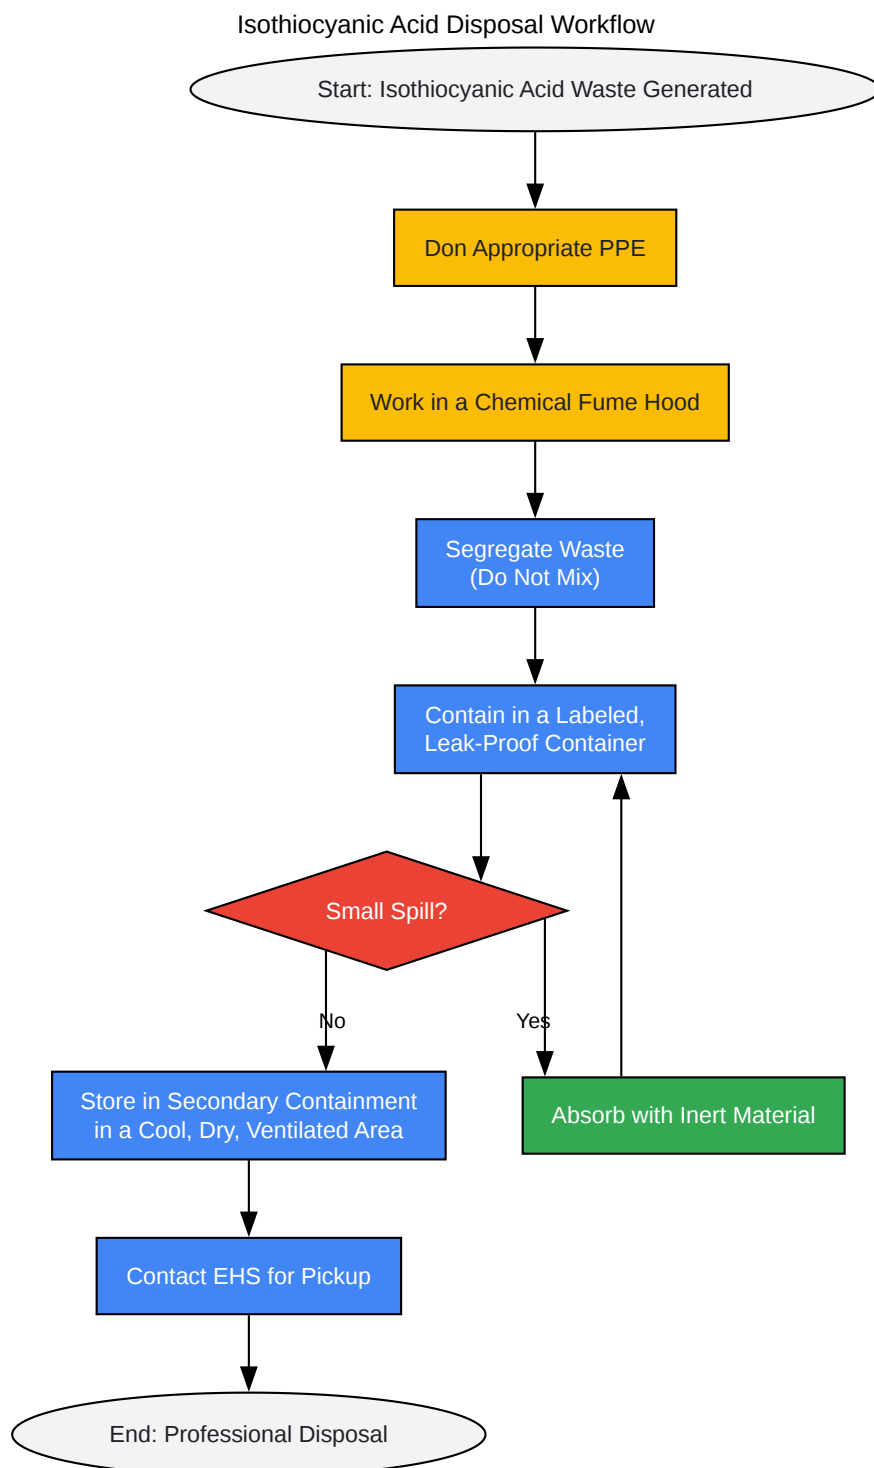 Isothiocyanic Acid Disposal Workflow
Start: Isothiocyanic Acid Waste Generated
Don Appropriate PPE
Work in a Chemical Fume Hood
Segregate Waste
(Do Not Mix)
Contain in a Labeled,
Leak-Proof Container
Small Spill?
No
Yes
Store in Secondary Containment
in a Cool, Dry, Ventilated Area
Absorb with Inert Material
Contact EHS for Pickup
End: Professional Disposal